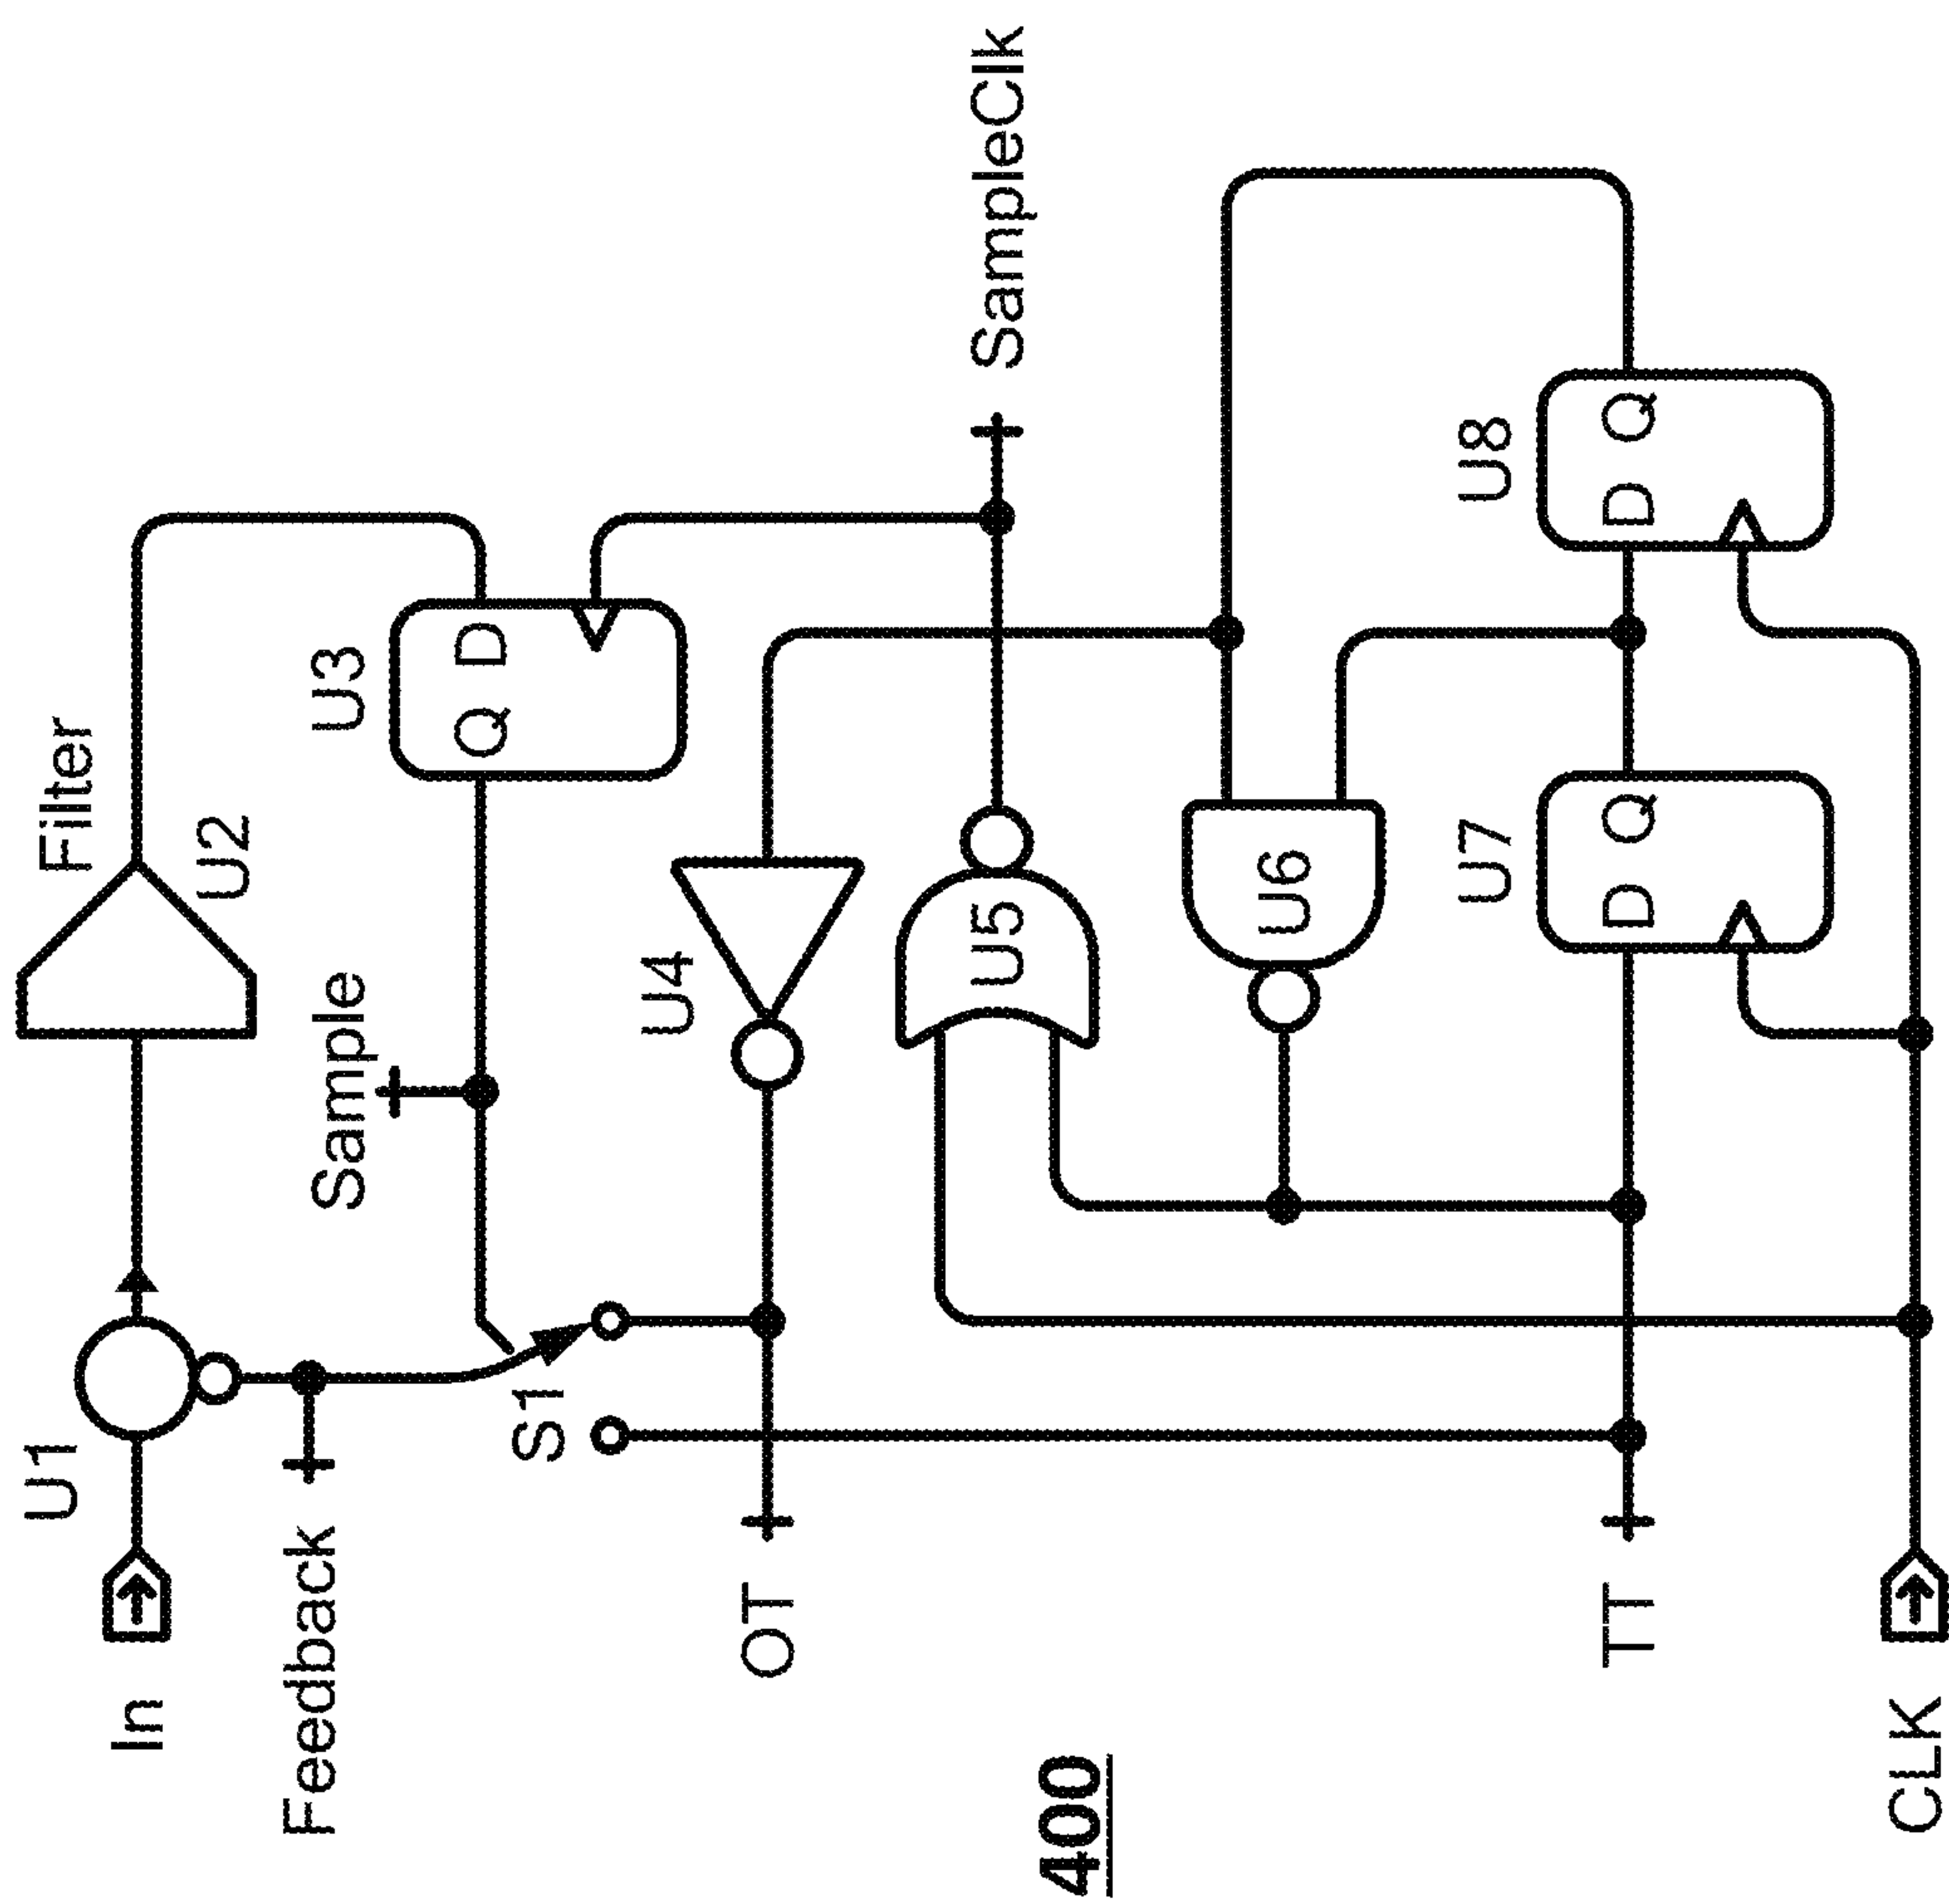 In
U1
Filter
U2
Feedback
Sample
U3
Q D
S1
OT
U4
U5
SampleClk
400
U6
TT
U7
D Q
U8
D Q
CLK